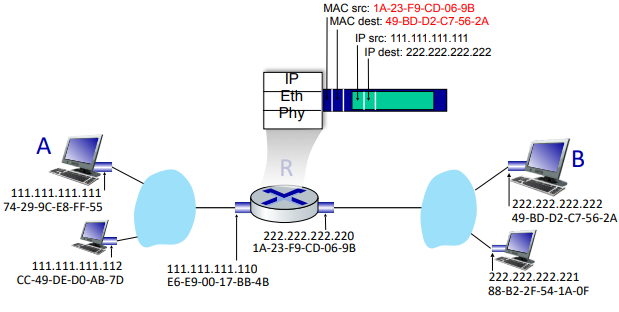 MAC src: 1A-23-F9-CD-06-9B
MAC dest: 49-BD-D2-C7-56-2A
IP src: 111.111.111.111
IP dest: 222.222.222.222
IP
Eth
Phy
A
R
B
111.111.111.111
74-29-9C-E8-FF-55
222.222.222.222
49-BD-D2-C7-56-2A
222.222.222.220
1A-23-F9-CD-06-9B
111.111.111.112
CC-49-DE-D0-AB-7D
111.111.111.110
E6-E9-00-17-BB-4B
222.222.222.221
88-B2-2F-54-1A-0F